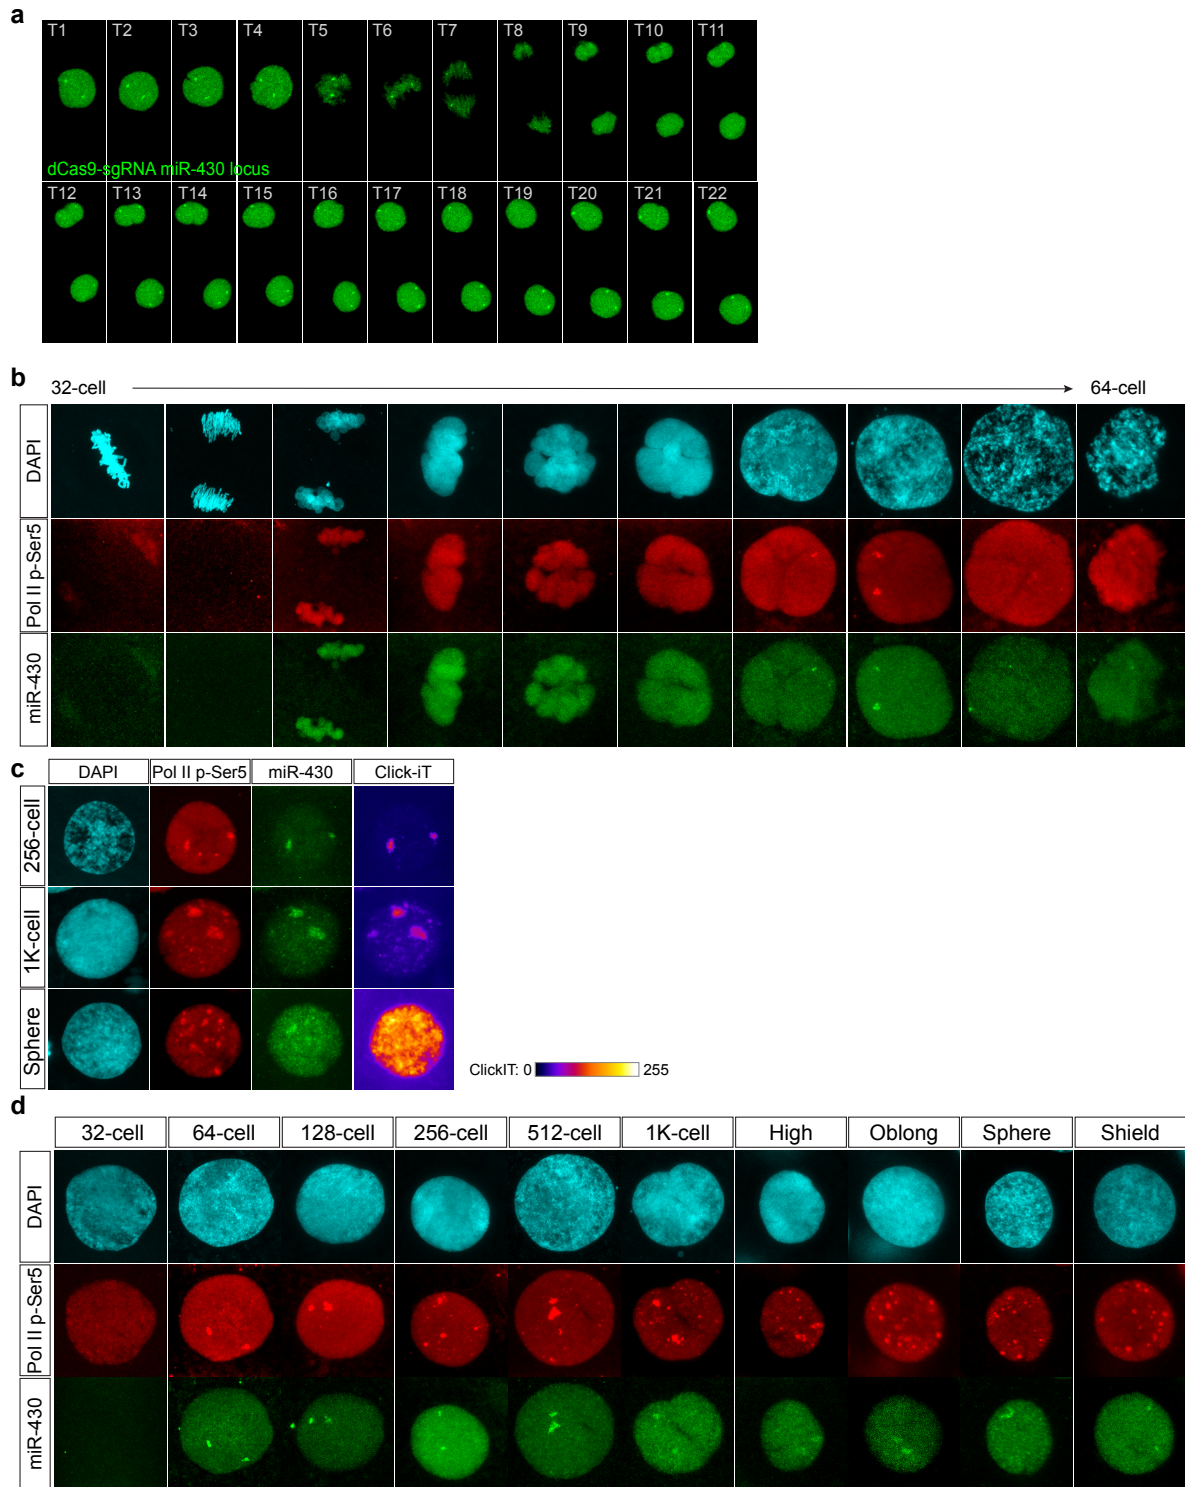 a
T1 T2 T3 T4 T5 T6 T7 T8 T9 T10 T11
dCas9-sgRNA miR-430 locus
T12 T13 T14 T15 T16 T17 T18 T19 T20 T21 T22
b
32-cell 64-cell
DAPI
Pol II p-Ser5
miR-430
c
DAPI Pol II p-Ser5 miR-430 Click-iT
256-cell
1K-cell
Sphere
ClickIT: 0 255
d
32-cell 64-cell 128-cell 256-cell 512-cell 1K-cell High Oblong Sphere Shield
DAPI
Pol II p-Ser5
miR-430